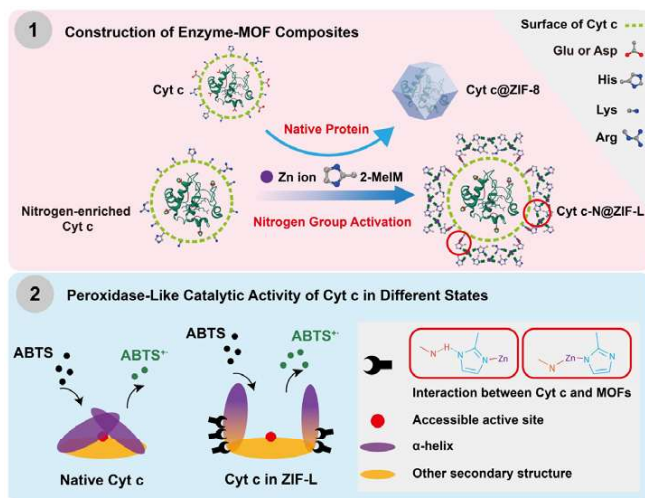 1 Construction of Enzyme-MOF Composites
Surface of Cyt c
Glu or Asp
His
Lys
Arg
Cyt c
Cyt c@ZIF-8
Native Protein
Zn ion 2-MeIM
Nitrogen-enriched
Cyt c
Nitrogen Group Activation
Cyt c-N@ZIF-L
2 Peroxidase-Like Catalytic Activity of Cyt c in Different States
ABTS ABTS+·
ABTS ABTS+·
N H N N Zn
N Zn N N
Interaction between Cyt c and MOFs
Accessible active site
α-helix
Other secondary structure
Native Cyt c
Cyt c in ZIF-L